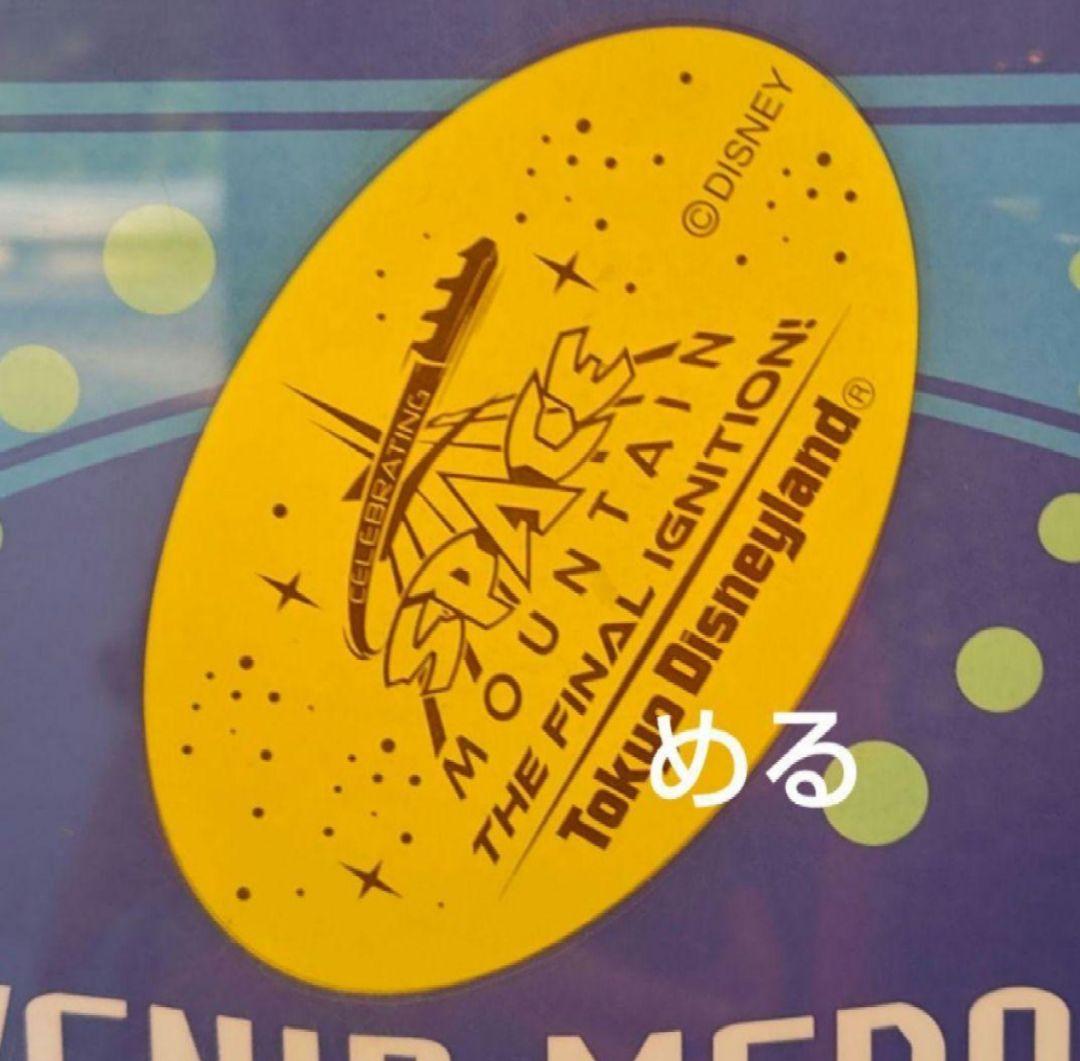 ©DISNEY
CELEBRATING
SPACE
MOUNTAIN
THE FINAL IGNITION!
Tokyo Disneyland®
める